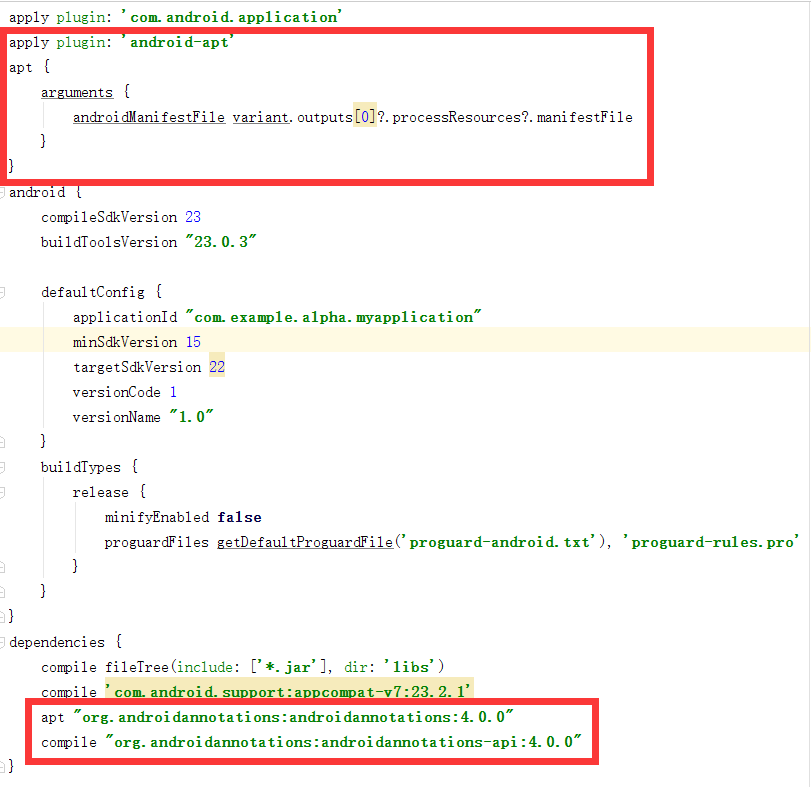 apply plugin: 'com.android.application'
apply plugin: 'android-apt'
apt {
    arguments {
        androidManifestFile variant.outputs[0]?.processResources?.manifestFile
    }
}
android {
    compileSdkVersion 23
    buildToolsVersion "23.0.3"

    defaultConfig {
        applicationId "com.example.alpha.myapplication"
        minSdkVersion 15
        targetSdkVersion 22
        versionCode 1
        versionName "1.0"
    }
    buildTypes {
        release {
            minifyEnabled false
            proguardFiles getDefaultProguardFile('proguard-android.txt'), 'proguard-rules.pro'
        }
    }
}
dependencies {
    compile fileTree(include: ['*.jar'], dir: 'libs')
    compile 'com.android.support:appcompat-v7:23.2.1'
    apt "org.androidannotations:androidannotations:4.0.0"
    compile "org.androidannotations:androidannotations-api:4.0.0"
}